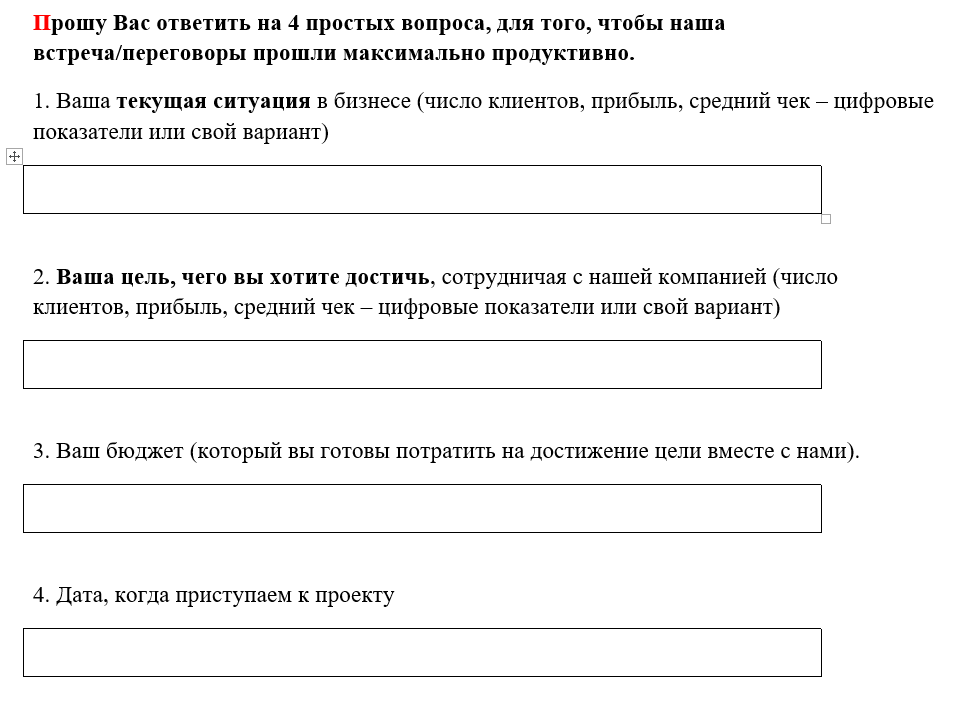 Прошу Вас ответить на 4 простых вопроса, для того, чтобы наша
встреча/переговоры прошли максимально продуктивно.
1. Ваша текущая ситуация в бизнесе (число клиентов, прибыль, средний чек – цифровые
показатели или свой вариант)
2. Ваша цель, чего вы хотите достичь, сотрудничая с нашей компанией (число
клиентов, прибыль, средний чек – цифровые показатели или свой вариант)
3. Ваш бюджет (который вы готовы потратить на достижение цели вместе с нами).
4. Дата, когда приступаем к проекту